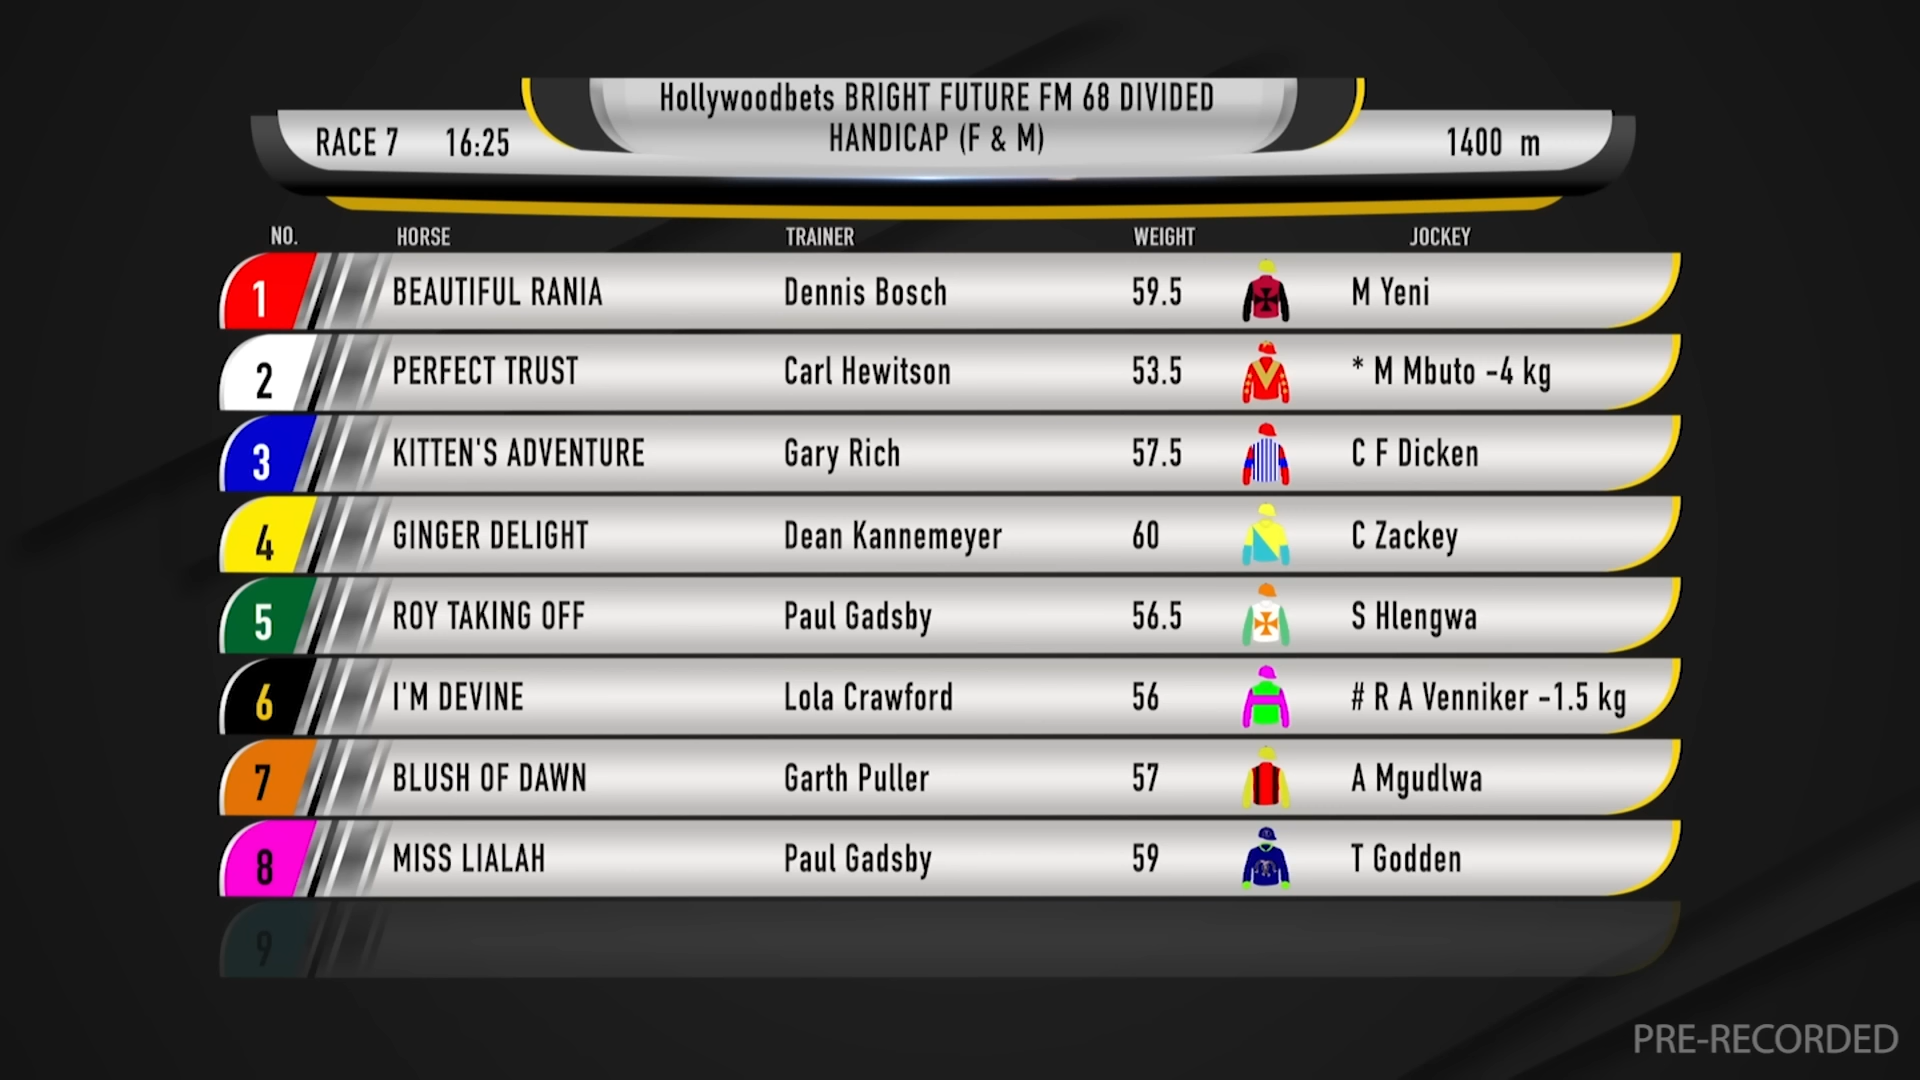 Hollywoodbets BRIGHT FUTURE FM 68 DIVIDED
HANDICAP (F & M)
RACE 7 16:25 1400 m
NO. HORSE TRAINER WEIGHT JOCKEY
1 BEAUTIFUL RANIA Dennis Bosch 59.5 M Yeni
2 PERFECT TRUST Carl Hewitson 53.5 * M Mbuto -4 kg
3 KITTEN'S ADVENTURE Gary Rich 57.5 C F Dicken
4 GINGER DELIGHT Dean Kannemeyer 60 C Zackey
5 ROY TAKING OFF Paul Gadsby 56.5 S Hlengwa
6 I'M DEVINE Lola Crawford 56 # R A Venniker -1.5 kg
7 BLUSH OF DAWN Garth Puller 57 A Mgudlwa
8 MISS LIALAH Paul Gadsby 59 T Godden
9
PRE-RECORDED